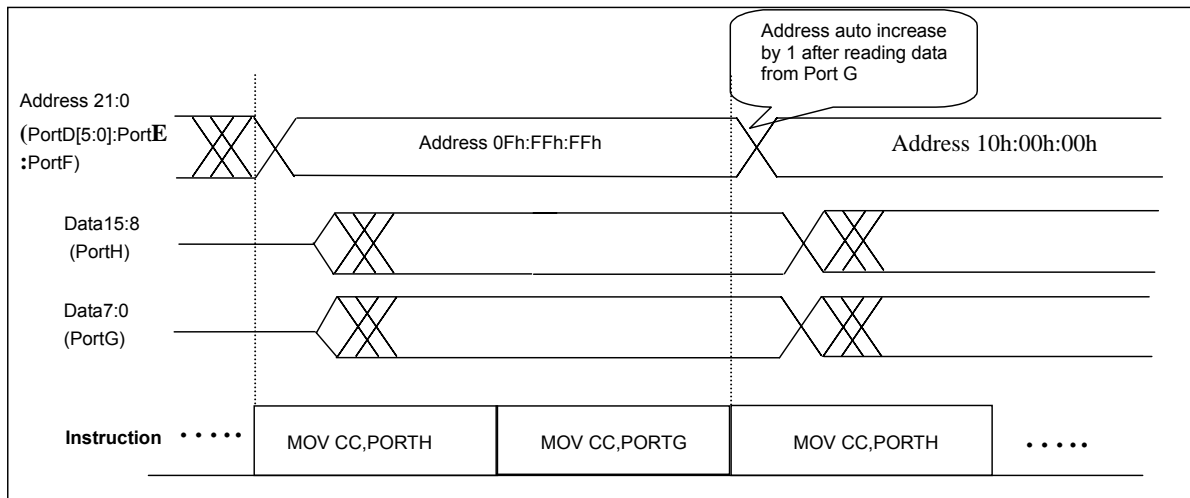 Address auto increase
by 1 after reading data
from Port G
Address 21:0
(PortD[5:0]:PortE
:PortF)
Address 0Fh:FFh:FFh
Address 10h:00h:00h
Data15:8
(PortH)
Data7:0
(PortG)
Instruction ..... MOV CC,PORTH MOV CC,PORTG MOV CC,PORTH .....